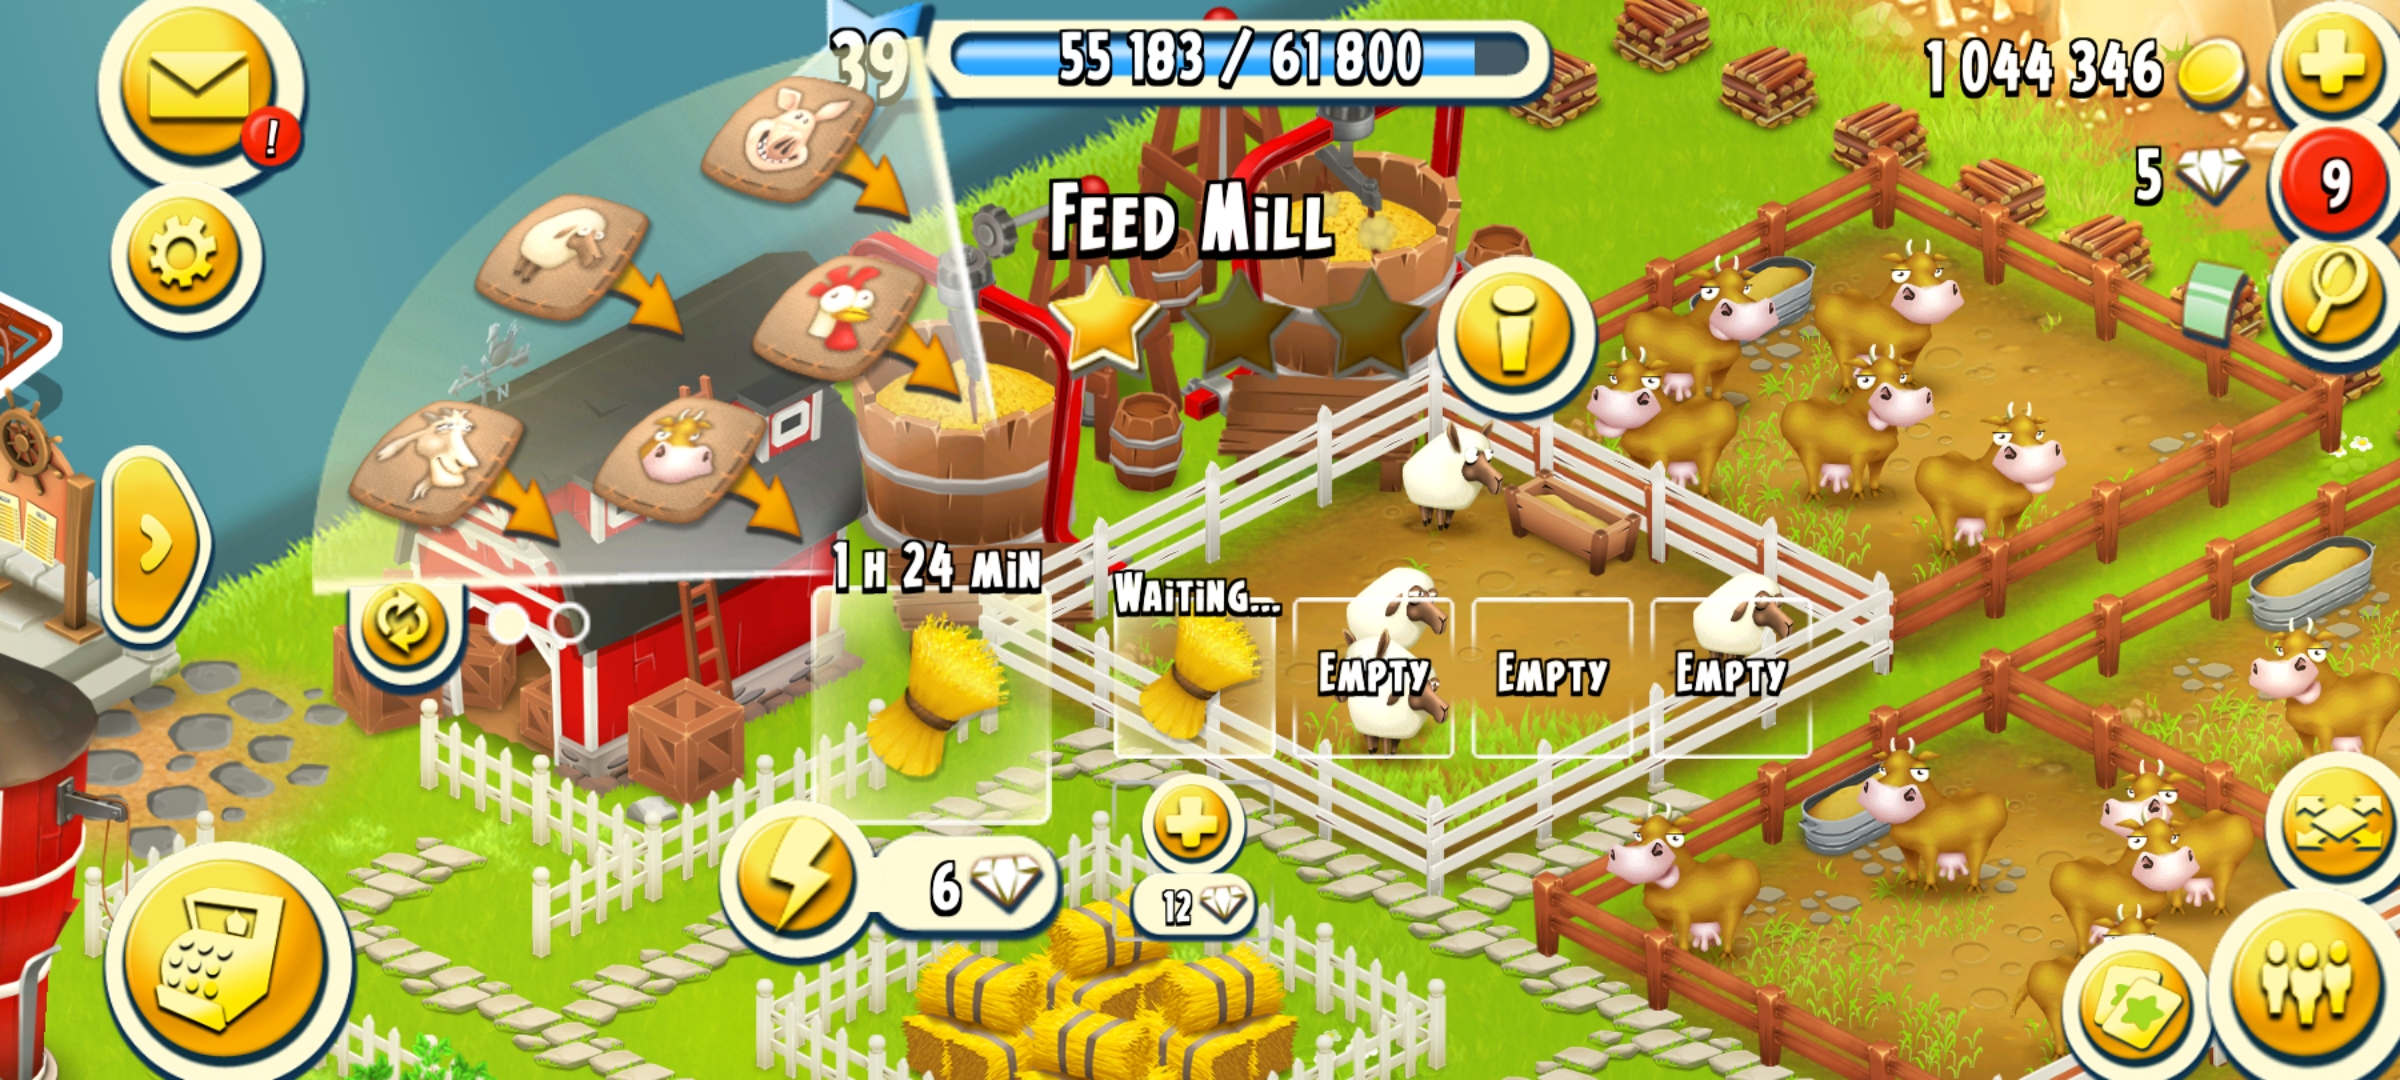 39
55 183 / 61 800
1 044 346
!
5
9
FEED MiLL
1 H 24 MiN
WAiTiNG...
EMPTY
EMPTY
EMPTY
6
12